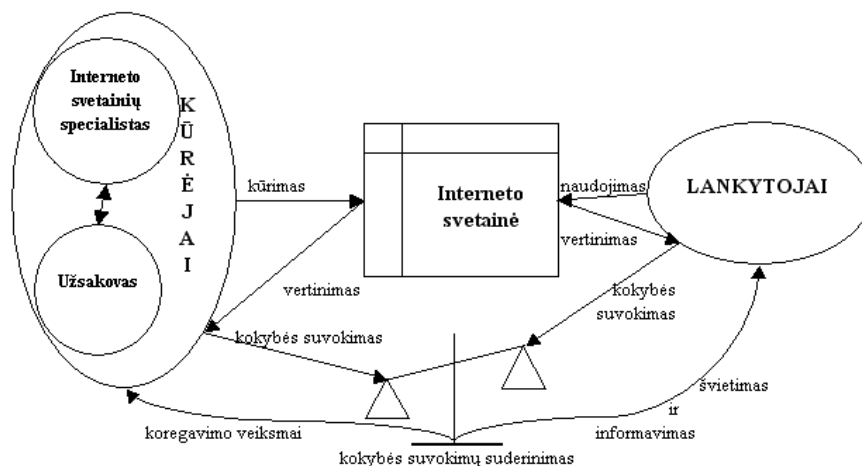 Interneto
svetainių
specialistas
KŪRĖJAI
Užsakovas
kūrimas
vertinimas
Interneto
svetainė
naudojimas
vertinimas
LANKYTOJAI
kokybės suvokimas
kokybės
suvokimas
koregavimo veiksmai
švietimas
ir
informavimas
kokybės suvokimų suderinimas